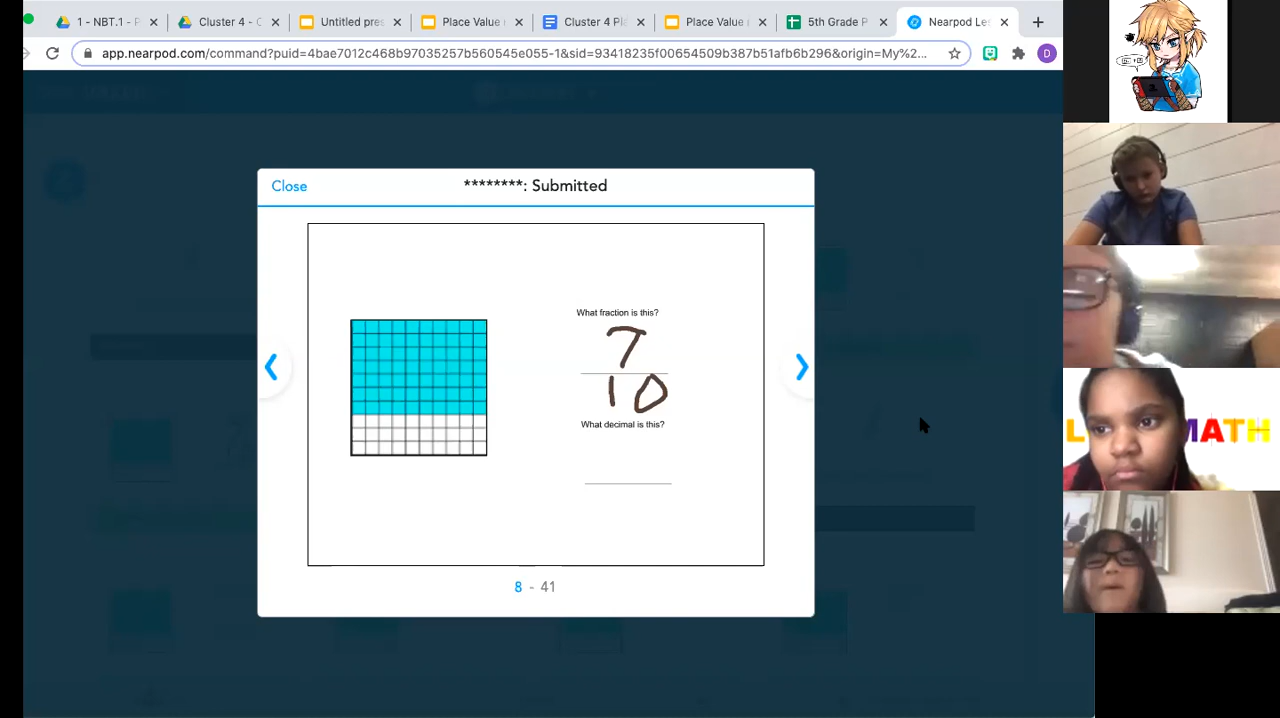 1 - NBT.1 - P
Cluster 4 - C
Untitled pres
Place Value
Cluster 4 Pl
Place Value
5th Grade P
Nearpod Les
app.nearpod.com/command?puid=4bae7012c468b97035257b560545e055-1&sid=93418235f00654509b387b51afb6b296&origin=My%2...
D
Close
********: Submitted
What fraction is this?
7
10
What decimal is this?
8 - 41
L MATH